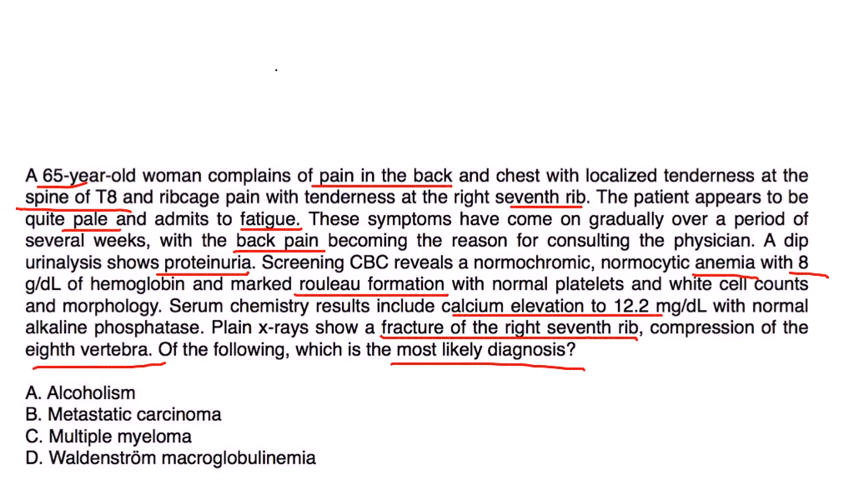 A 65-year-old woman complains of pain in the back and chest with localized tenderness at the
spine of T8 and ribcage pain with tenderness at the right seventh rib. The patient appears to be
quite pale and admits to fatigue. These symptoms have come on gradually over a period of
several weeks, with the back pain becoming the reason for consulting the physician. A dip
urinalysis shows proteinuria. Screening CBC reveals a normochromic, normocytic anemia with 8
g/dL of hemoglobin and marked rouleau formation with normal platelets and white cell counts
and morphology. Serum chemistry results include calcium elevation to 12.2 mg/dL with normal
alkaline phosphatase. Plain x-rays show a fracture of the right seventh rib, compression of the
eighth vertebra. Of the following, which is the most likely diagnosis?
A. Alcoholism
B. Metastatic carcinoma
C. Multiple myeloma
D. Waldenström macroglobulinemia